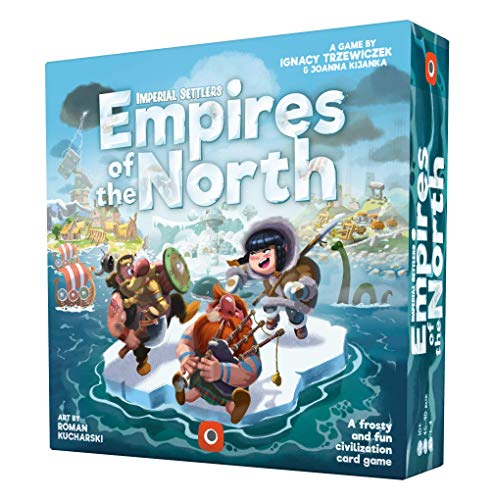 A GAME BY
IGNACY TRZEWICZEK
& JOANNA KIJANKA
IMPERIAL SETTLERS
Empires
of the North
ART BY
ROMAN
KUCHARSKI
A frosty
and fun
civilization
card game
IMPERIAL SETTLERS
Empires
of the North